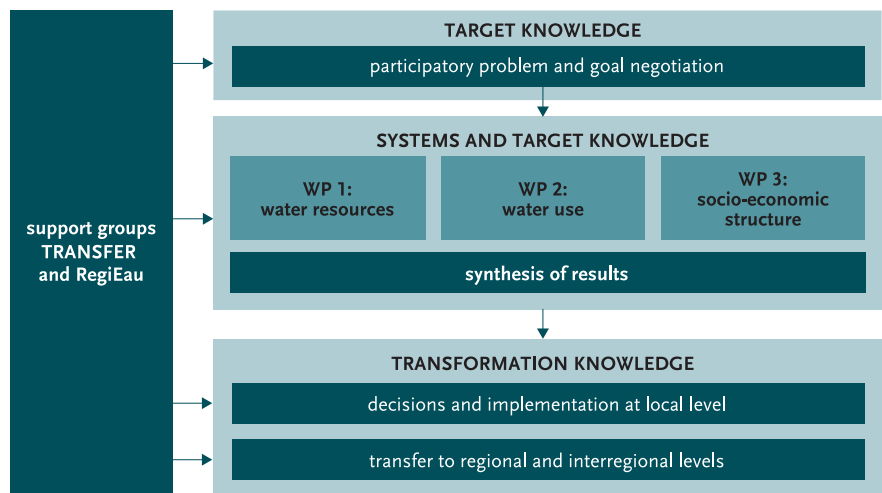 support groups
TRANSFER
and RegiEau
TARGET KNOWLEDGE
participatory problem and goal negotiation
SYSTEMS AND TARGET KNOWLEDGE
WP 1:
water resources
WP 2:
water use
WP 3:
socio-economic
structure
synthesis of results
TRANSFORMATION KNOWLEDGE
decisions and implementation at local level
transfer to regional and interregional levels